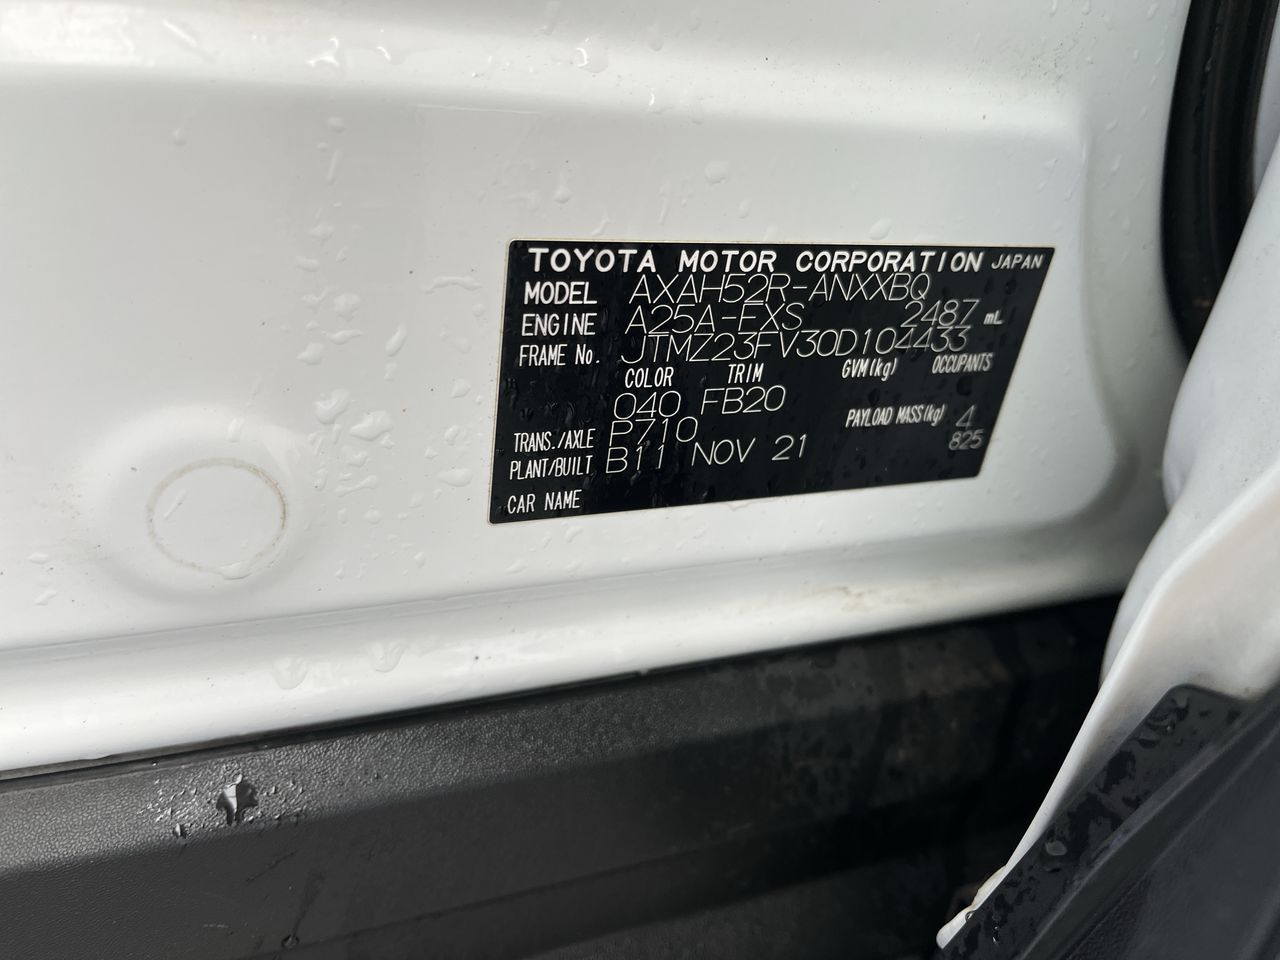 TOYOTA MOTOR CORPORATION JAPAN
MODEL AXAH52R-ANXXBQ
ENGINE A25A-FXS 2487 mL
FRAME No. JTMZ23FV30D104433
COLOR TRIM GVM(kg) OCCUPANTS
040 FB20
TRANS./AXLE P710 PAYLOAD MASS(kg) 4
825
PLANT/BUILT B11 NOV 21
CAR NAME